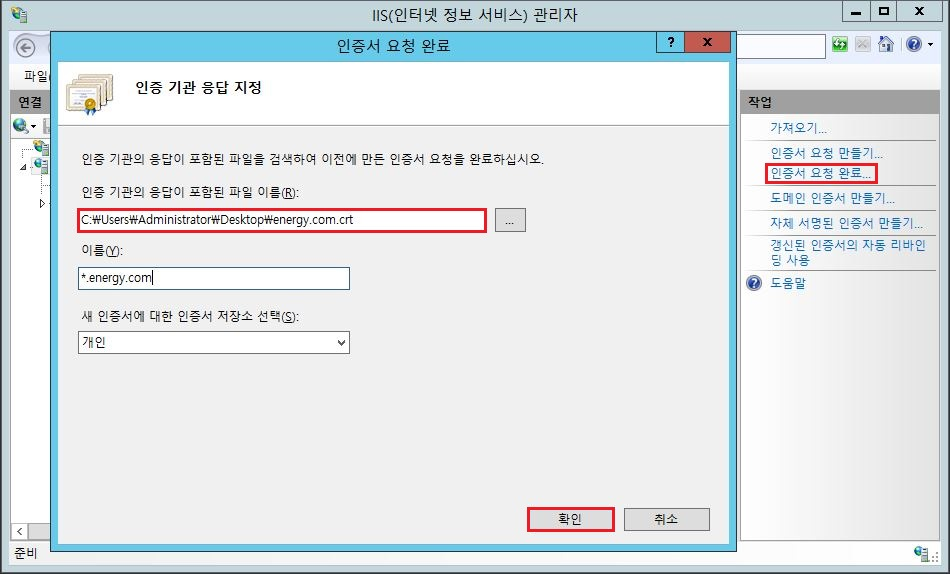 IIS(인터넷 정보 서비스) 관리자
인증서 요청 완료
?
x
파일(
연결
인증 기관 응답 지정
인증 기관의 응답이 포함된 파일을 검색하여 이전에 만든 인증서 요청을 완료하십시오.
인증 기관의 응답이 포함된 파일 이름(R):
C:₩Users₩Administrator₩Desktop₩energy.com.crt
...
이름(Y):
*.energy.com
새 인증서에 대한 인증서 저장소 선택(S):
개인
확인
취소
작업
가져오기...
인증서 요청 만들기...
인증서 요청 완료...
도메인 인증서 만들기...
자체 서명된 인증서 만들기...
갱신된 인증서의 자동 리바인
딩 사용
도움말
준비